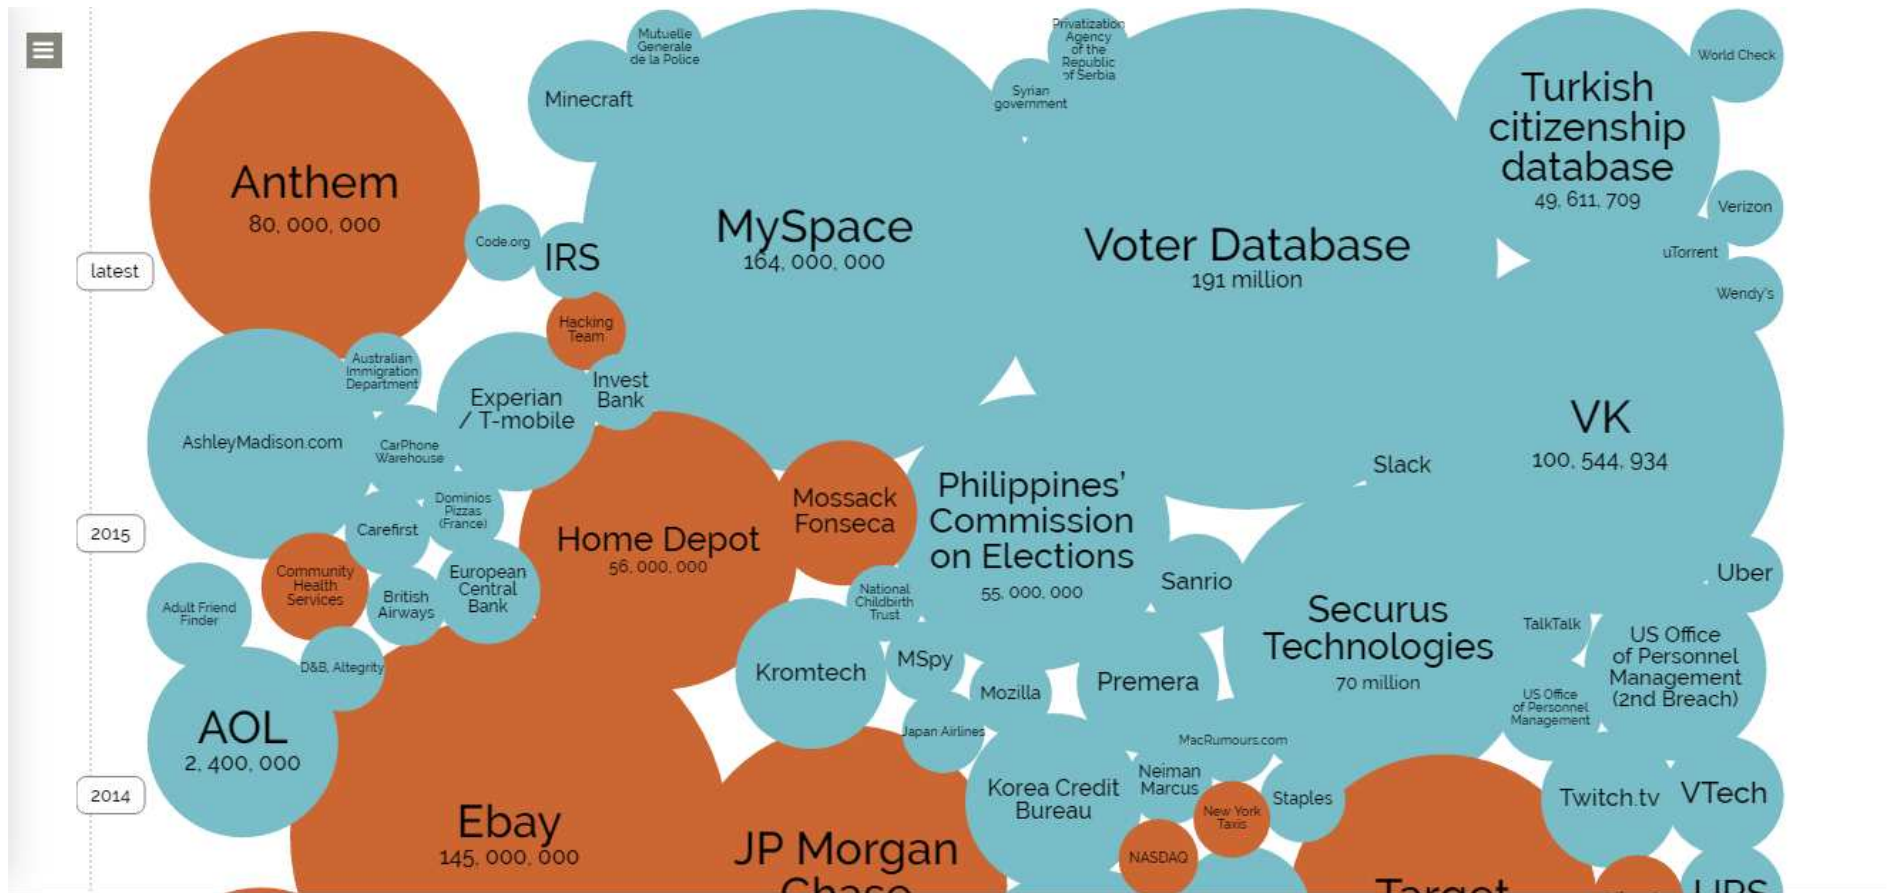 Privatization
Agency
of the
Republic
of Serbia
Mutuelle
Generale
de la Police
World Check
Turkish
citizenship
database
49, 611, 709
Syrian
government
Minecraft
Anthem
80, 000, 000
Verizon
MySpace
164, 000, 000
Code.org
IRS
Voter Database
191 million
uTorrent
latest
Wendy's
Hacking
Team
Australian
Immigration
Department
Invest
Bank
Experian
/ T-mobile
VK
100, 544, 934
AshleyMadison.com
CarPhone
Warehouse
Slack
Mossack
Fonseca
Philippines'
Commission
on Elections
55, 000, 000
Dominios
Pizzas
(France)
2015
Carefirst
Home Depot
56, 000, 000
Community
Health
Services
European
Central
Bank
British
Airways
Sanrio
Uber
National
Childbirth
Trust
Adult Friend
Finder
Securus
Technologies
70 million
TalkTalk
US Office
of Personnel
Management
(2nd Breach)
D&B, Altegrity
Kromtech
MSpy
Mozilla
Premera
US Office
of Personnel
Management
AOL
2, 400, 000
Japan Airlines
MacRumours.com
2014
Korea Credit
Bureau
Neiman
Marcus
Staples
Twitch.tv
VTech
New York
Taxis
Ebay
145, 000, 000
JP Morgan
Chase
NASDAQ
Target
UPS